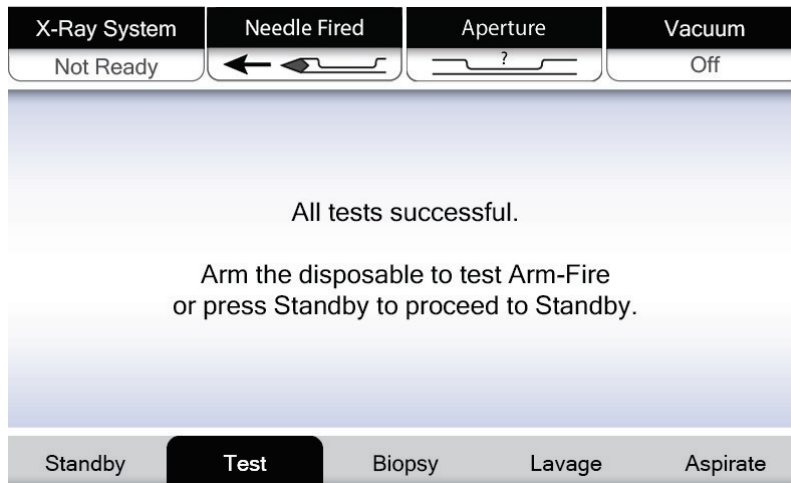 X-Ray System
Needle Fired
Aperture
Vacuum
Not Ready
?
Off
All tests successful.
Arm the disposable to test Arm-Fire
or press Standby to proceed to Standby.
Standby
Test
Biopsy
Lavage
Aspirate